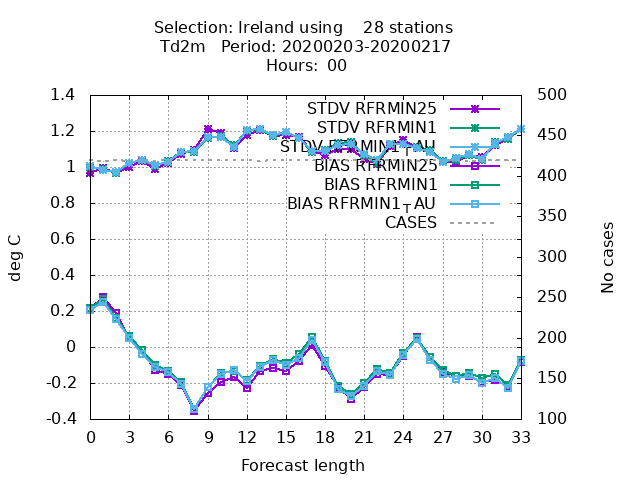 Selection: Ireland using 28 stations
Td2m Period: 20200203-20200217
Hours: 00
1.4
1.2
1
0.8
0.6
0.4
0.2
0
-0.2
-0.4
500
450
400
350
300
250
200
150
100
STDV RFRMIN25
STDV RFRMIN1
STDV RFRMIN1TAU
BIAS RFRMIN25
BIAS RFRMIN1
BIAS RFRMIN1TAU
CASES
deg C
No cases
0 3 6 9 12 15 18 21 24 27 30 33
Forecast length